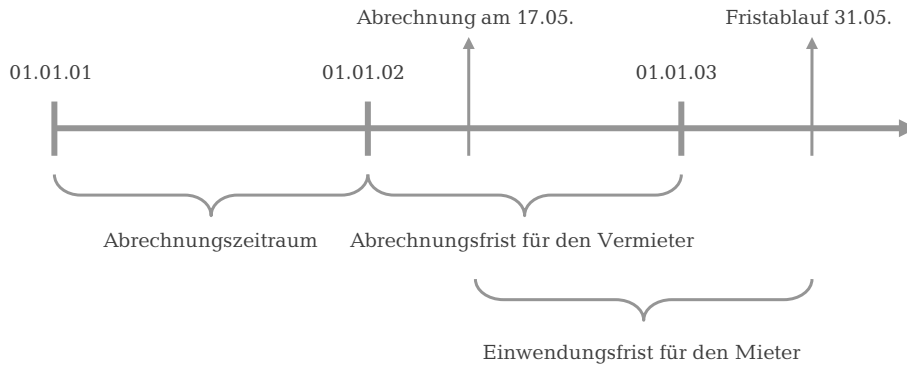 Abrechnung am 17.05.
Fristablauf 31.05.
01.01.01
01.01.02
01.01.03
Abrechnungszeitraum
Abrechnungsfrist für den Vermieter
Einwendungsfrist für den Mieter